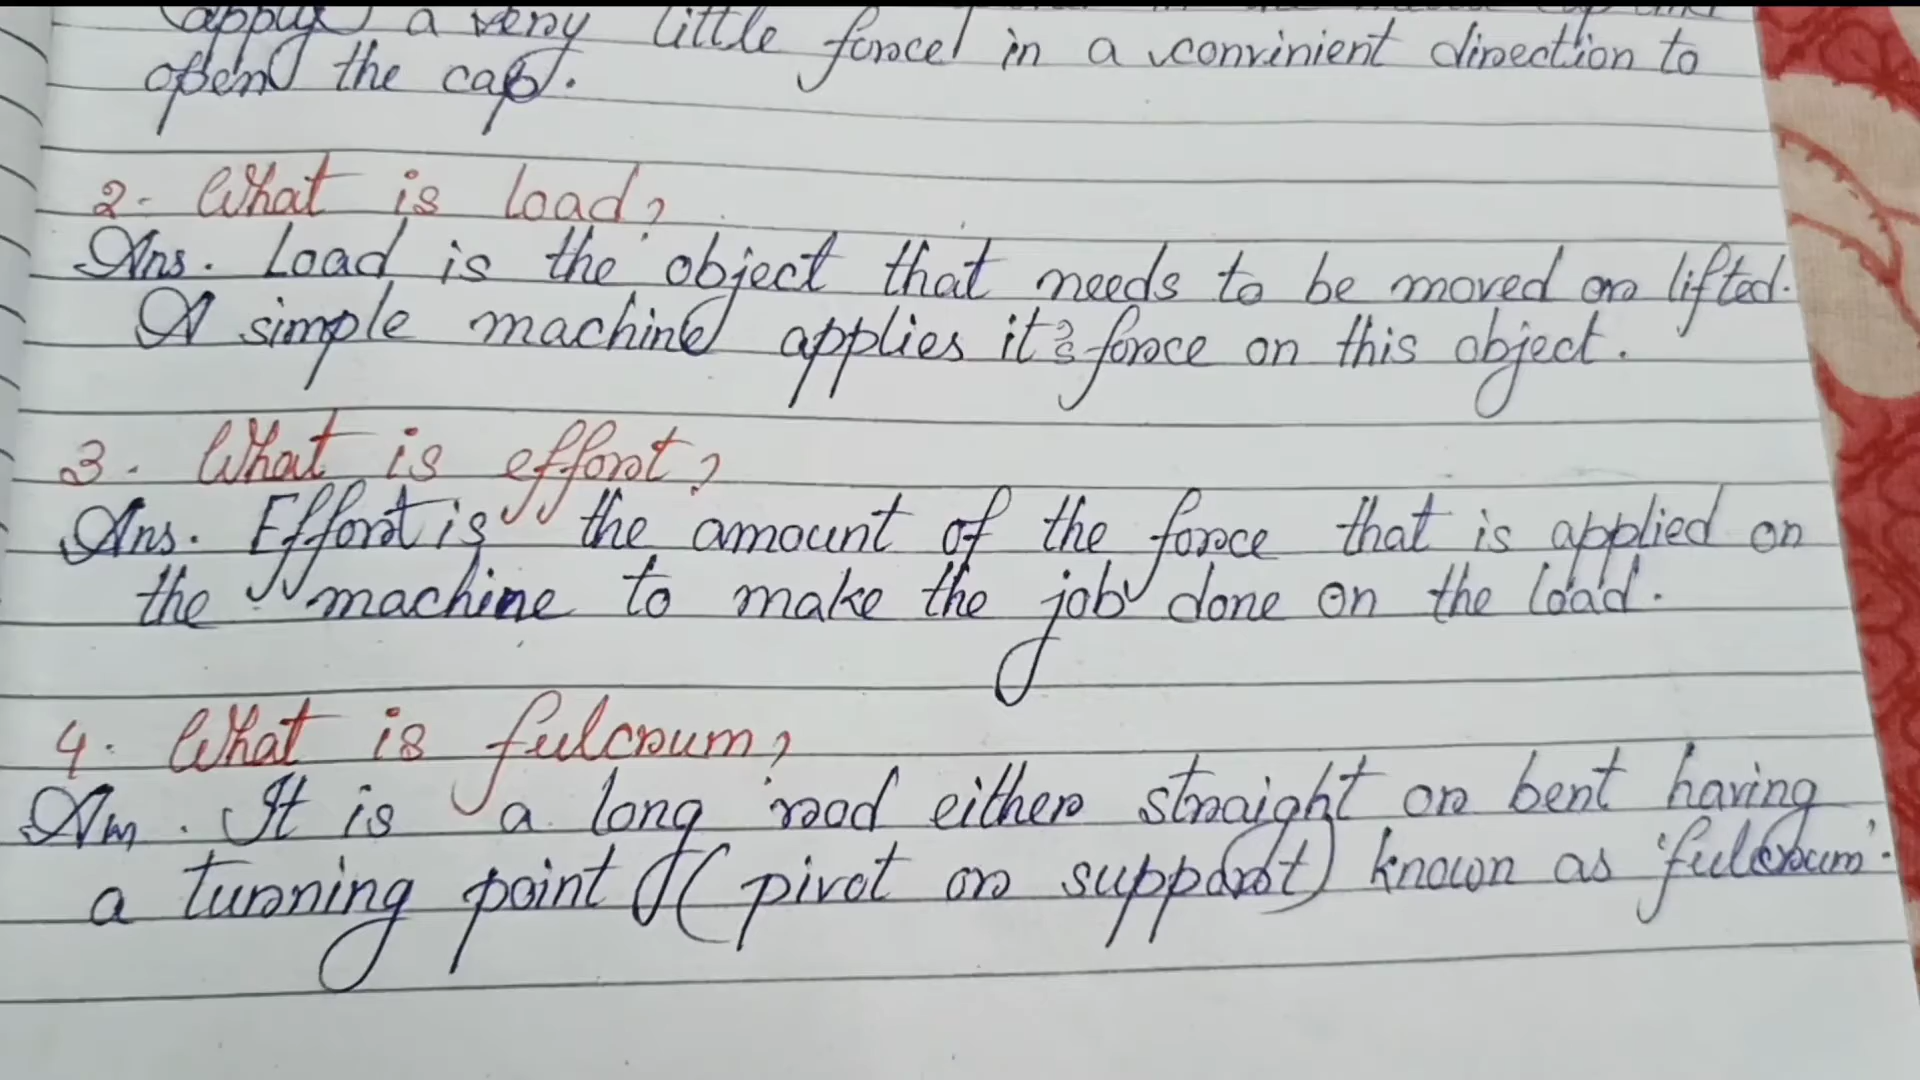 apply a very little force in a convinient direction to
open the cap.
2. What is load?
Ans. Load is the object that needs to be moved or lifted.
A simple machine applies it's force on this object.
3. What is effort?
Ans. Effort is the amount of the force that is applied on
the machine to make the job done on the load.
4. What is fulcrum?
Ans. It is a long rod either straight or bent having
a turning point (pivot or support) known as 'fulcrum'.